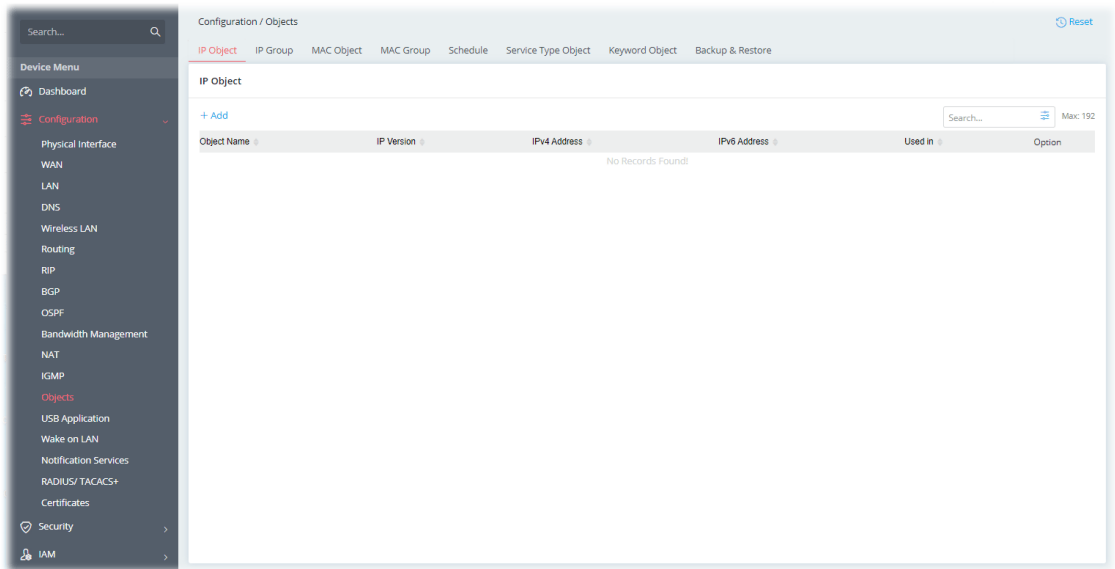 Search...
Device Menu
Dashboard
Configuration
Physical Interface
WAN
LAN
DNS
Wireless LAN
Routing
RIP
BGP
OSPF
Bandwidth Management
NAT
IGMP
Objects
USB Application
Wake on LAN
Notification Services
RADIUS/ TACACS+
Certificates
Security
IAM
Configuration / Objects
Reset
IP Object IP Group MAC Object MAC Group Schedule Service Type Object Keyword Object Backup & Restore
IP Object
+ Add
Search...
Max: 192
Object Name IP Version IPv4 Address IPv6 Address Used in Option
No Records Found!